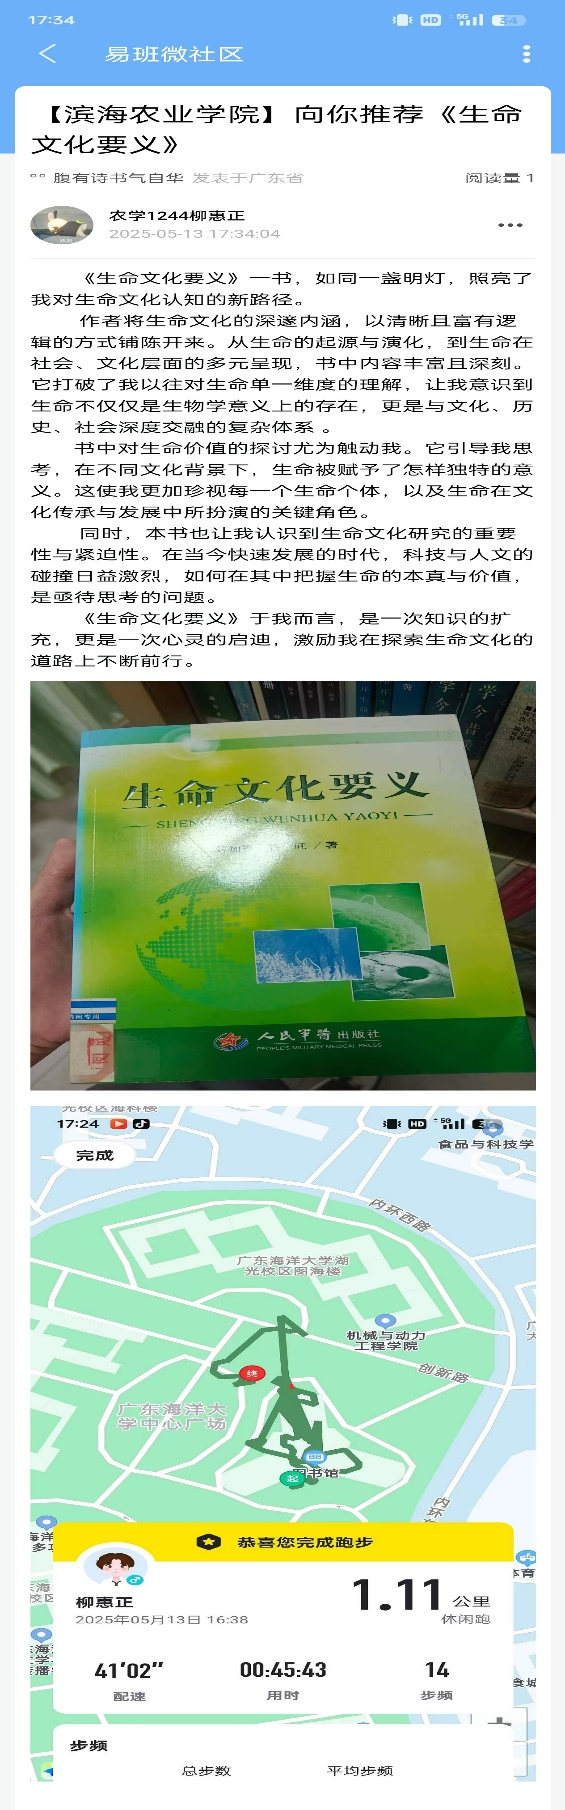 17:34
HD 5G 34
易班微社区
【滨海农业学院】向你推荐《生命
文化要义》
腹有诗书气自华 发表于广东省 阅读量 1
农学1244柳惠正
2025-05-13 17:34:04
《生命文化要义》一书，如同一盏明灯，照亮了
我对生命文化认知的新路径。
作者将生命文化的深邃内涵，以清晰且富有逻
辑的方式铺陈开来。从生命的起源与演化，到生命在
社会、文化层面的多元呈现，书中内容丰富且深刻。
它打破了我以往对生命单一维度的理解，让我意识到
生命不仅仅是生物学意义上的存在，更是与文化、历
史、社会深度交融的复杂体系 。
书中对生命价值的探讨尤为触动我。它引导我思
考，在不同文化背景下，生命被赋予了怎样独特的意
义。这使我更加珍视每一个生命个体，以及生命在文
化传承与发展中所扮演的关键角色。
同时，本书也让我认识到生命文化研究的重要
性与紧迫性。在当今快速发展的时代，科技与人文的
碰撞日益激烈，如何在其中把握生命的本真与价值，
是亟待思考的问题。
《生命文化要义》于我而言，是一次知识的扩
充，更是一次心灵的启迪，激励我在探索生命文化的
道路上不断前行。
生命文化要义
WENHUA YAOYI
著
人民军医出版社
PEOPLE'S MILITARY MEDICAL PRESS
光校区海科楼
17:24
HD 5G
完成
食品与科技学
内环西路
广东海洋大学湖
光校区图海楼
机械与动力
工程学院
创新路
终
广东海洋大
学中心广场
图书馆
起
内环
恭喜您完成跑步
柳惠正
2025年05月13日 16:38
1.11 公里
休闲跑
41'02" 00:45:43 14
配速 用时 步频
步频
总步数 平均步频